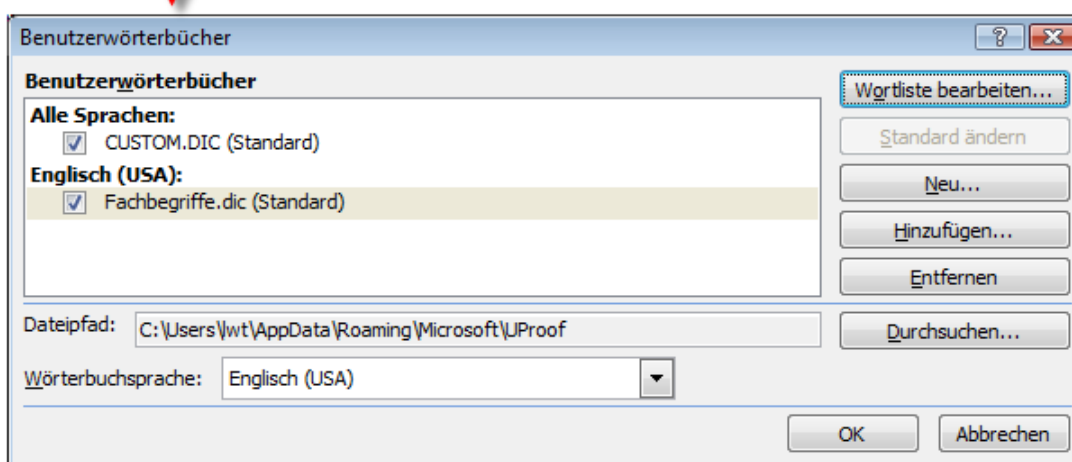 Benutzerwörterbücher
Benutzerwörterbücher
Wortliste bearbeiten...
Alle Sprachen:
CUSTOM.DIC (Standard)
Standard ändern
Englisch (USA):
Fachbegriffe.dic (Standard)
Neu...
Hinzufügen...
Entfernen
Dateipfad: C:\Users\lwt\AppData\Roaming\Microsoft\UProof
Durchsuchen...
Wörterbuchsprache: Englisch (USA)
OK Abbrechen